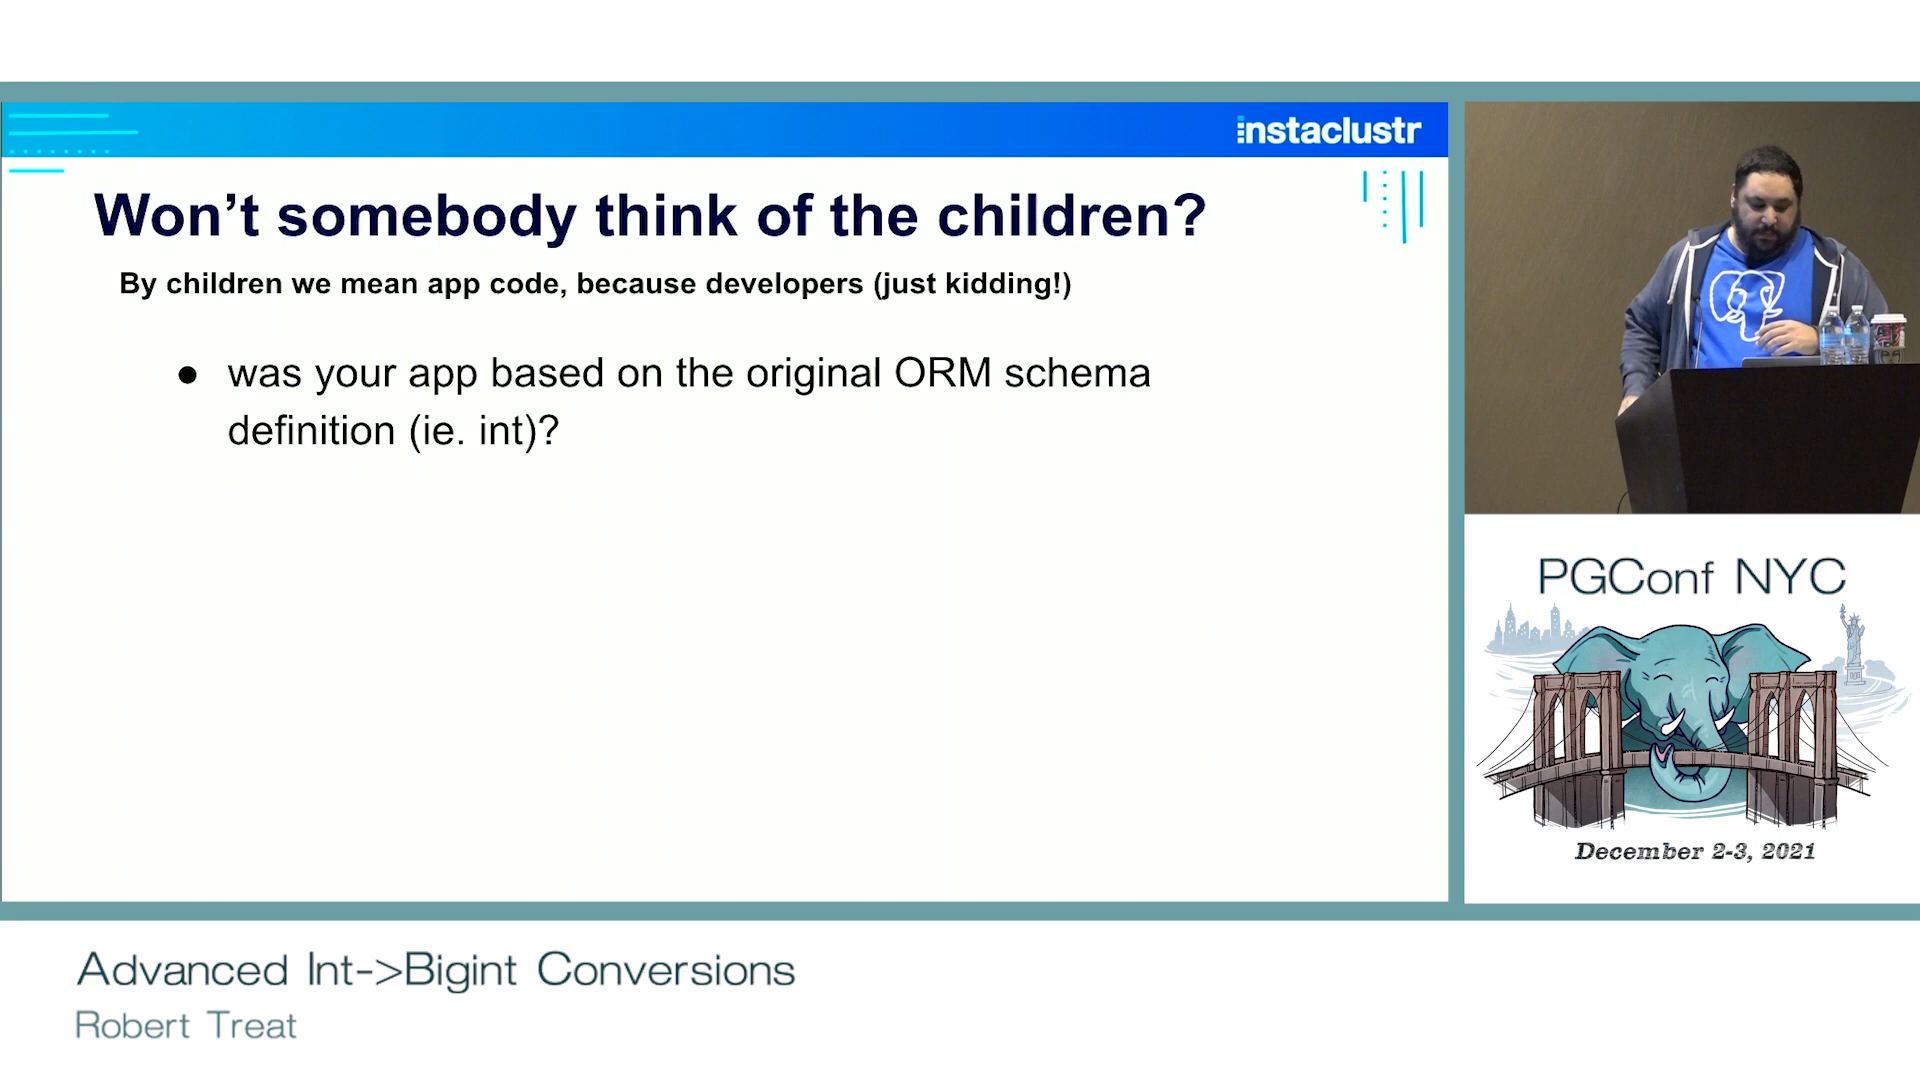 instaclustr
Won't somebody think of the children?
By children we mean app code, because developers (just kidding!)
● was your app based on the original ORM schema
definition (ie. int)?
PGConf NYC
December 2-3, 2021
Advanced Int->Bigint Conversions
Robert Treat